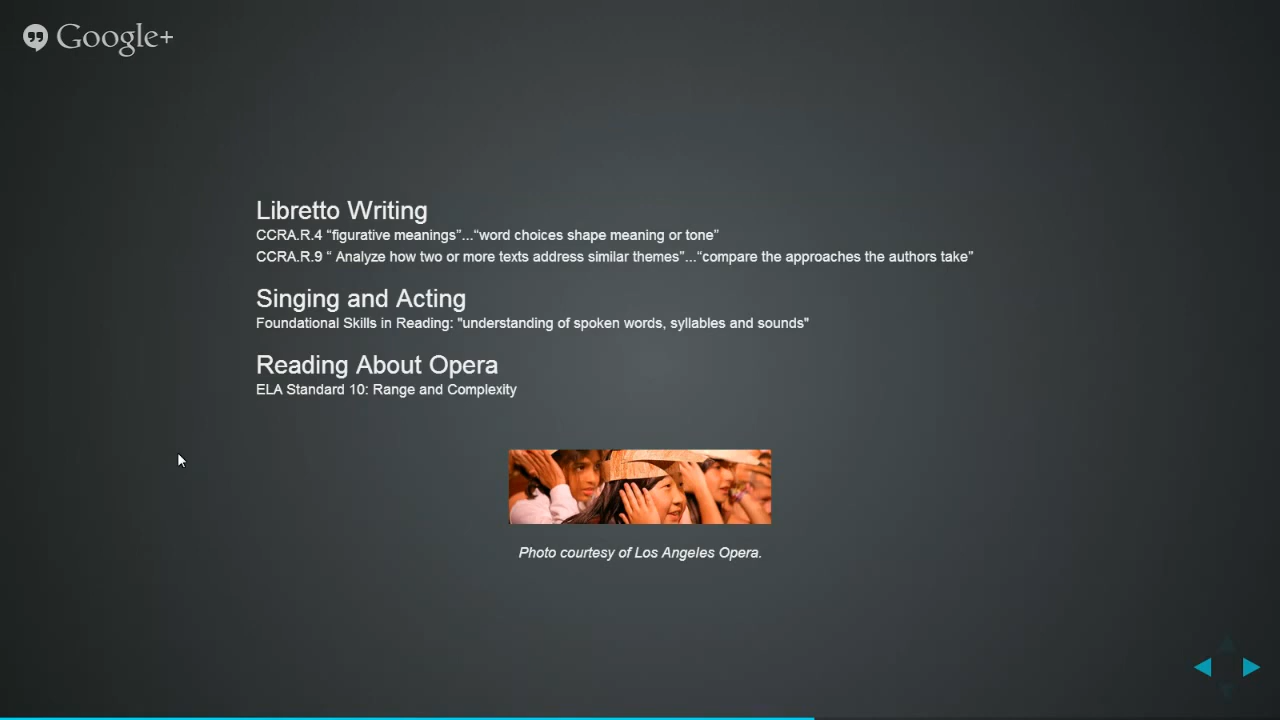 Google+
Libretto Writing
CCRA.R.4 “figurative meanings”...“word choices shape meaning or tone”
CCRA.R.9 “ Analyze how two or more texts address similar themes”...“compare the approaches the authors take”
Singing and Acting
Foundational Skills in Reading: "understanding of spoken words, syllables and sounds"
Reading About Opera
ELA Standard 10: Range and Complexity
Photo courtesy of Los Angeles Opera.